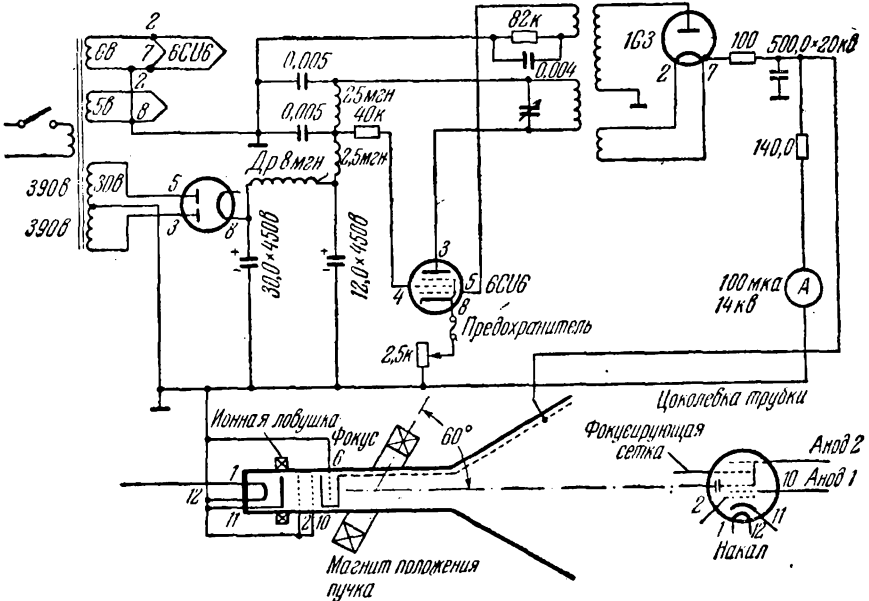 2
6в
7
6CU6
2
5в
8
390в
30в
390в
5
3
8
0,005
0,005
25мгн
40к
2,5мгн
Др 8мгн
+
-
30,0×450в
+
-
12,0×450в
82к
0.004
3
4
5
6CU6
8
Предохранитель
2,5к
1G3
2
7
100
500,0×20кв
140,0
100 мка
14 кв
А
Ионная ловушка
Фокус
60°
6
1
12
11
2
10
Магнит положения
пучка
Цоколевка трубки
Фокусирующая
сетка
Анод 2
10
Анод 1
2
1
12
11
Накал